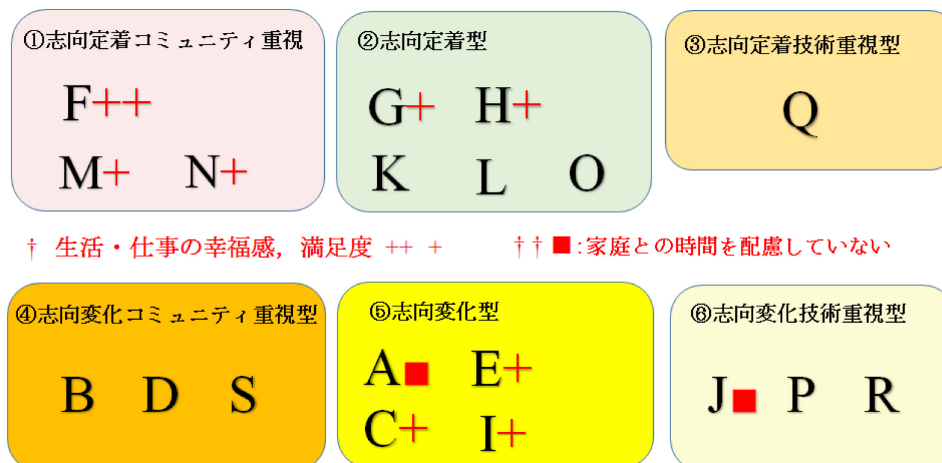 ①志向定着コミュニティ重視
F++
M+ N+
②志向定着型
G+ H+
K L O
③志向定着技術重視型
Q
† 生活・仕事の幸福感, 満足度 ++ +
††■:家庭との時間を配慮していない
④志向変化コミュニティ重視型
B D S
⑤志向変化型
A■ E+
C+ I+
⑥志向変化技術重視型
J■ P R